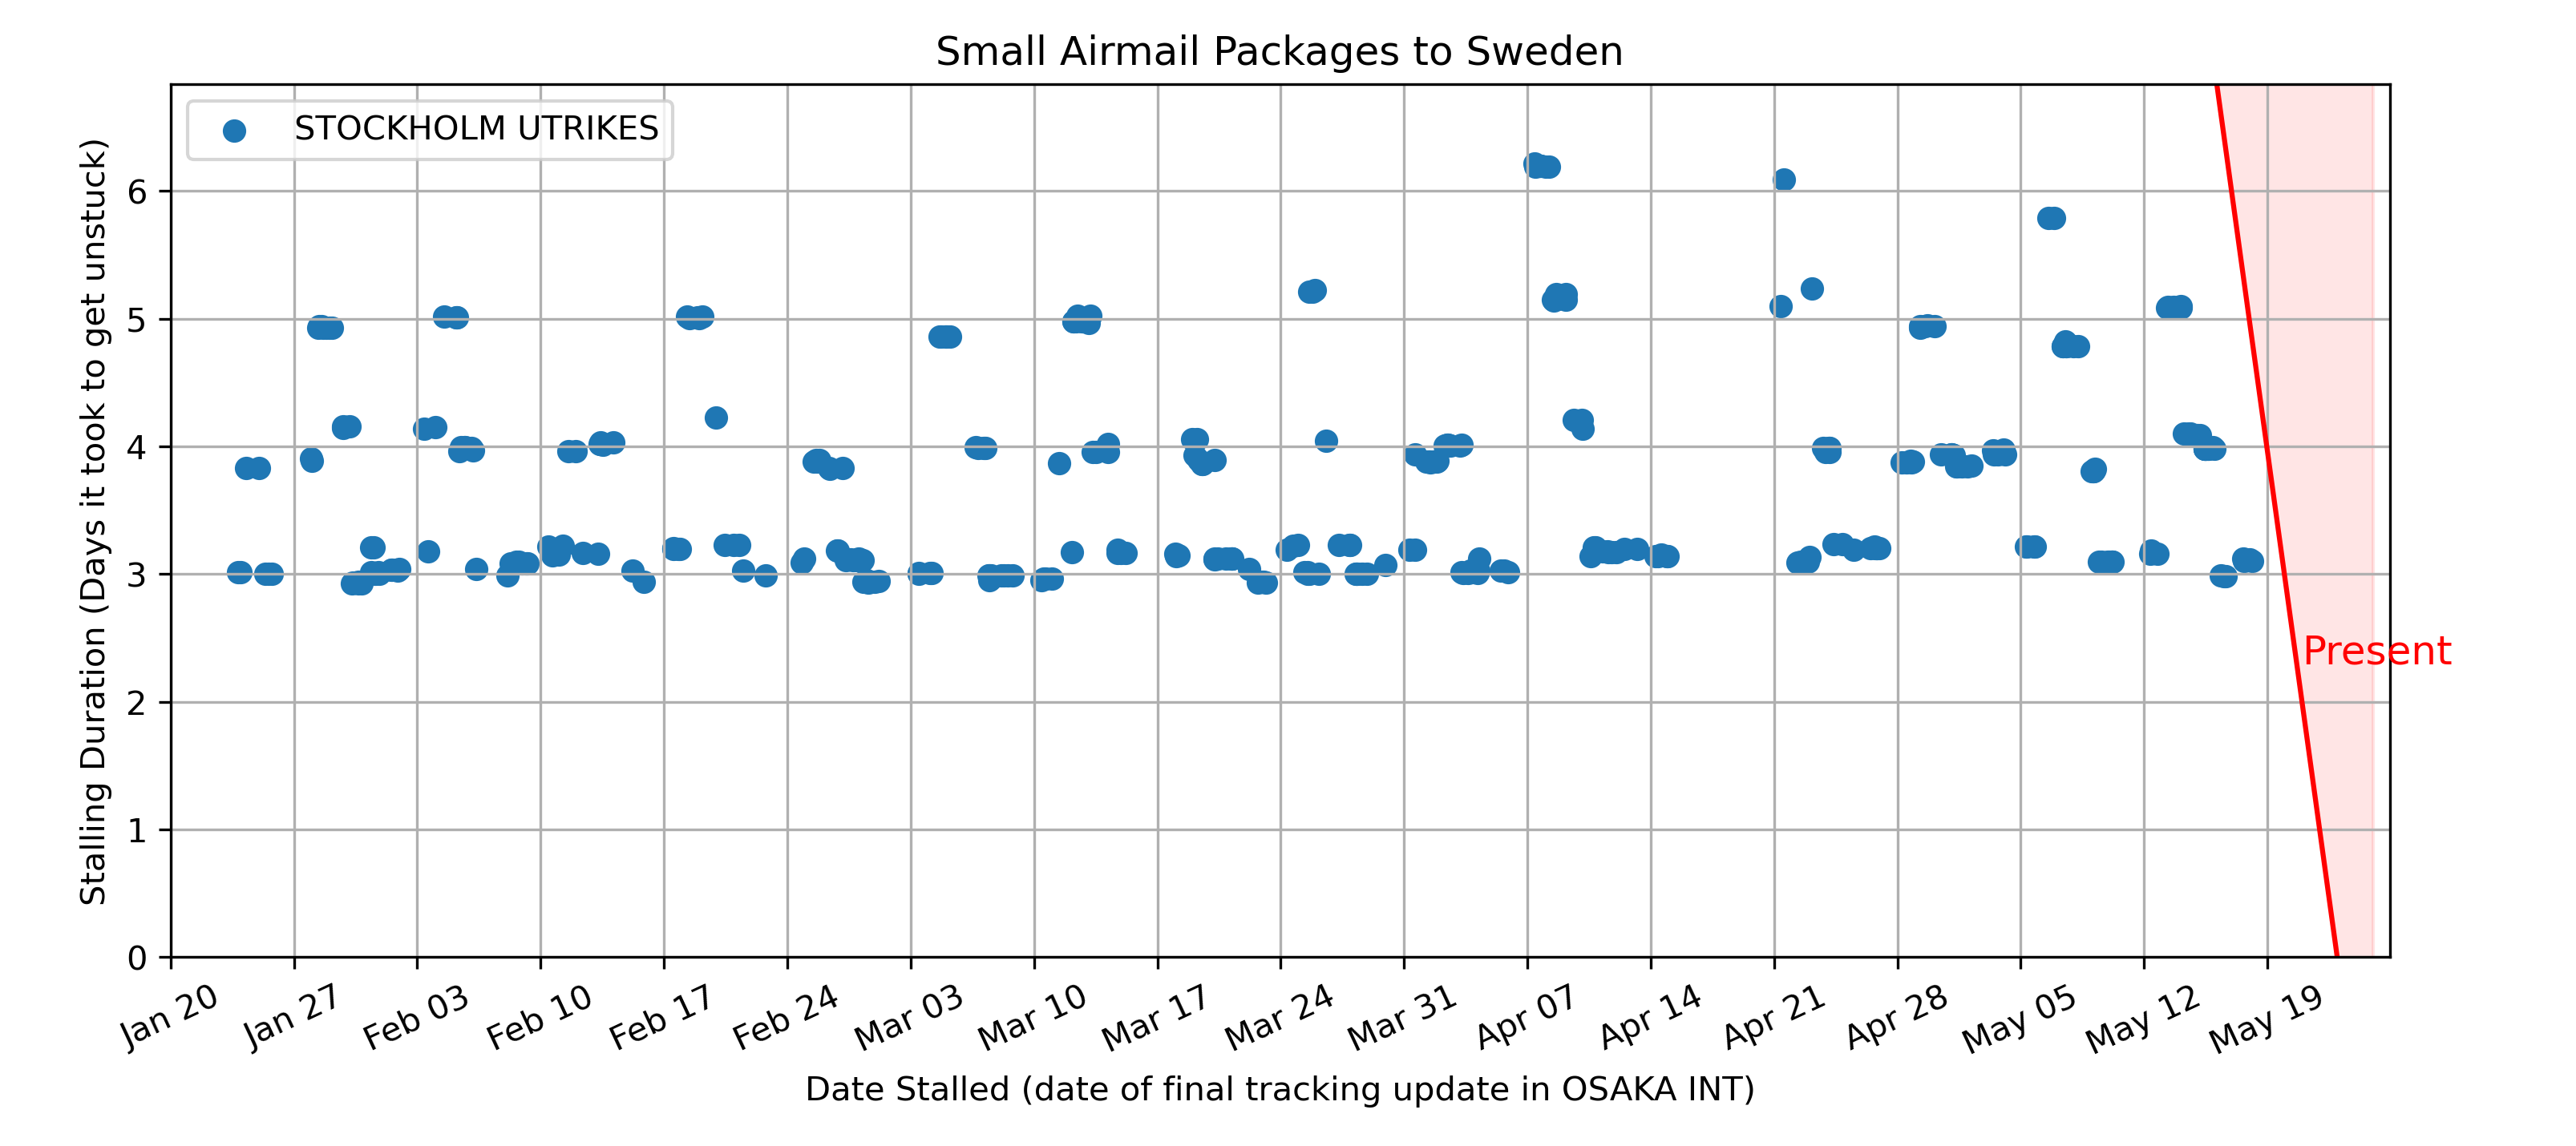 Small Airmail Packages to Sweden
STOCKHOLM UTRIKES
Stalling Duration (Days it took to get unstuck)
6
5
4
3
2
1
0
Present
Jan 20
Jan 27
Feb 03
Feb 10
Feb 17
Feb 24
Mar 03
Mar 10
Mar 17
Mar 24
Mar 31
Apr 07
Apr 14
Apr 21
Apr 28
May 05
May 12
May 19
Date Stalled (date of final tracking update in OSAKA INT)